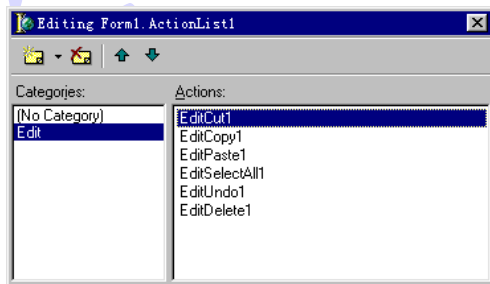 Editing Form1.ActionList1
Categories:
Actions:
(No Category)
Edit
EditCut1
EditCopy1
EditPaste1
EditSelectAll1
EditUndo1
EditDelete1